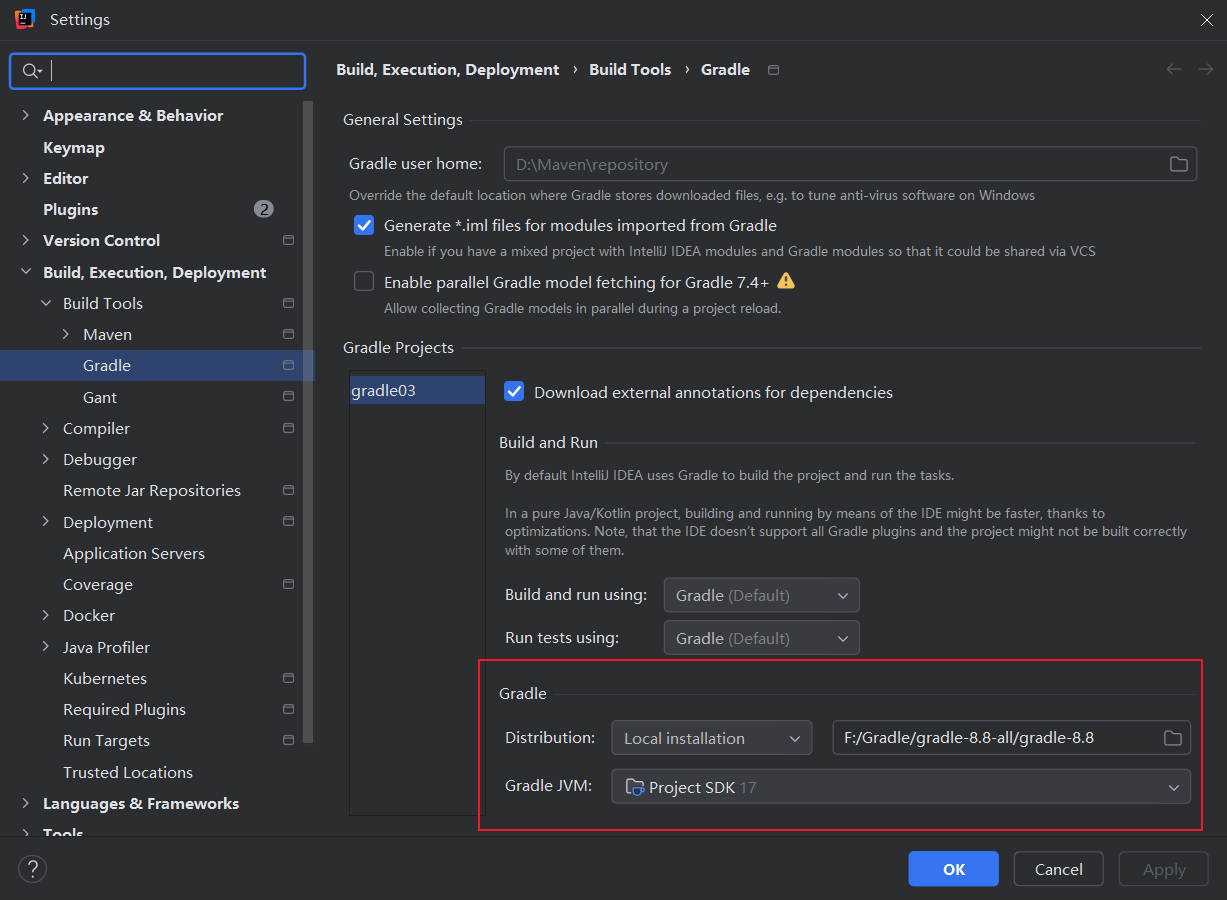 Settings
Appearance & Behavior
Keymap
Editor
Plugins 2
Version Control
Build, Execution, Deployment
Build Tools
Maven
Gradle
Gant
Compiler
Debugger
Remote Jar Repositories
Deployment
Application Servers
Coverage
Docker
Java Profiler
Kubernetes
Required Plugins
Run Targets
Trusted Locations
Languages & Frameworks
Tools
Build, Execution, Deployment › Build Tools › Gradle
General Settings
Gradle user home: D:\Maven\repository
Override the default location where Gradle stores downloaded files, e.g. to tune anti-virus software on Windows
Generate *.iml files for modules imported from Gradle
Enable if you have a mixed project with IntelliJ IDEA modules and Gradle modules so that it could be shared via VCS
Enable parallel Gradle model fetching for Gradle 7.4+
Allow collecting Gradle models in parallel during a project reload.
Gradle Projects
gradle03
Download external annotations for dependencies
Build and Run
By default IntelliJ IDEA uses Gradle to build the project and run the tasks.
In a pure Java/Kotlin project, building and running by means of the IDE might be faster, thanks to
optimizations. Note, that the IDE doesn't support all Gradle plugins and the project might not be built correctly
with some of them.
Build and run using: Gradle (Default)
Run tests using: Gradle (Default)
Gradle
Distribution: Local installation F:/Gradle/gradle-8.8-all/gradle-8.8
Gradle JVM: Project SDK 17
? OK Cancel Apply